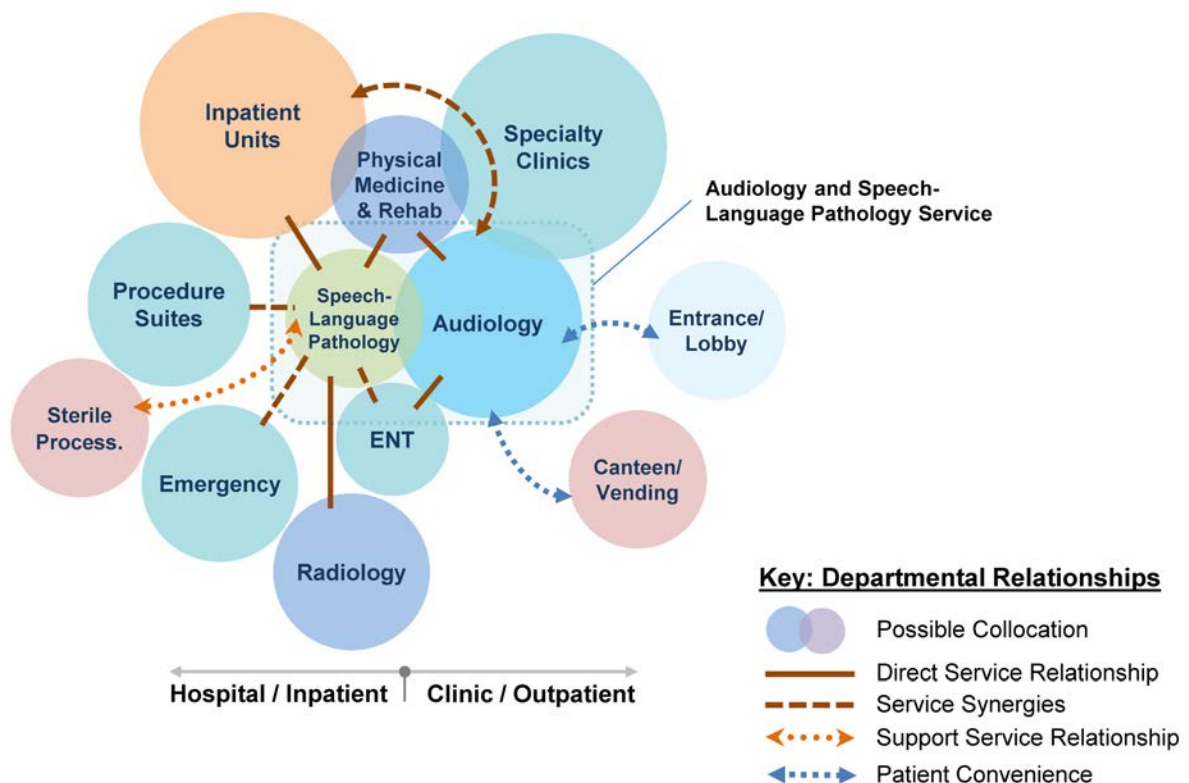 Inpatient
Units
Specialty
Clinics
Physical
Medicine
& Rehab
Audiology and Speech-
Language Pathology Service
Procedure
Suites
Speech-
Language
Pathology
Audiology
Entrance/
Lobby
Sterile
Process.
ENT
Emergency
Canteen/
Vending
Radiology
Hospital / Inpatient
Clinic / Outpatient
Key: Departmental Relationships
Possible Collocation
Direct Service Relationship
Service Synergies
Support Service Relationship
Patient Convenience